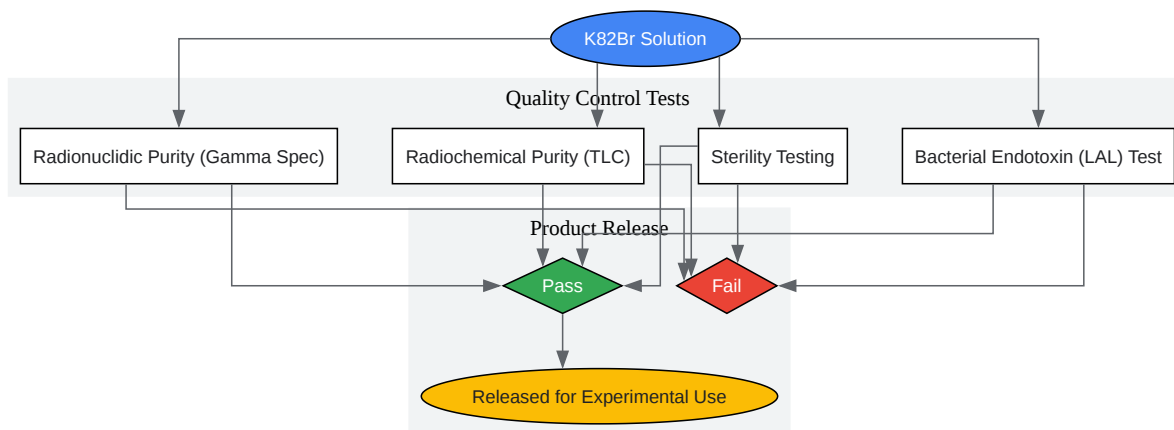 K82Br Solution
Quality Control Tests
Radionuclidic Purity (Gamma Spec)
Radiochemical Purity (TLC)
Sterility Testing
Bacterial Endotoxin (LAL) Test
Product Release
Pass
Fail
Released for Experimental Use